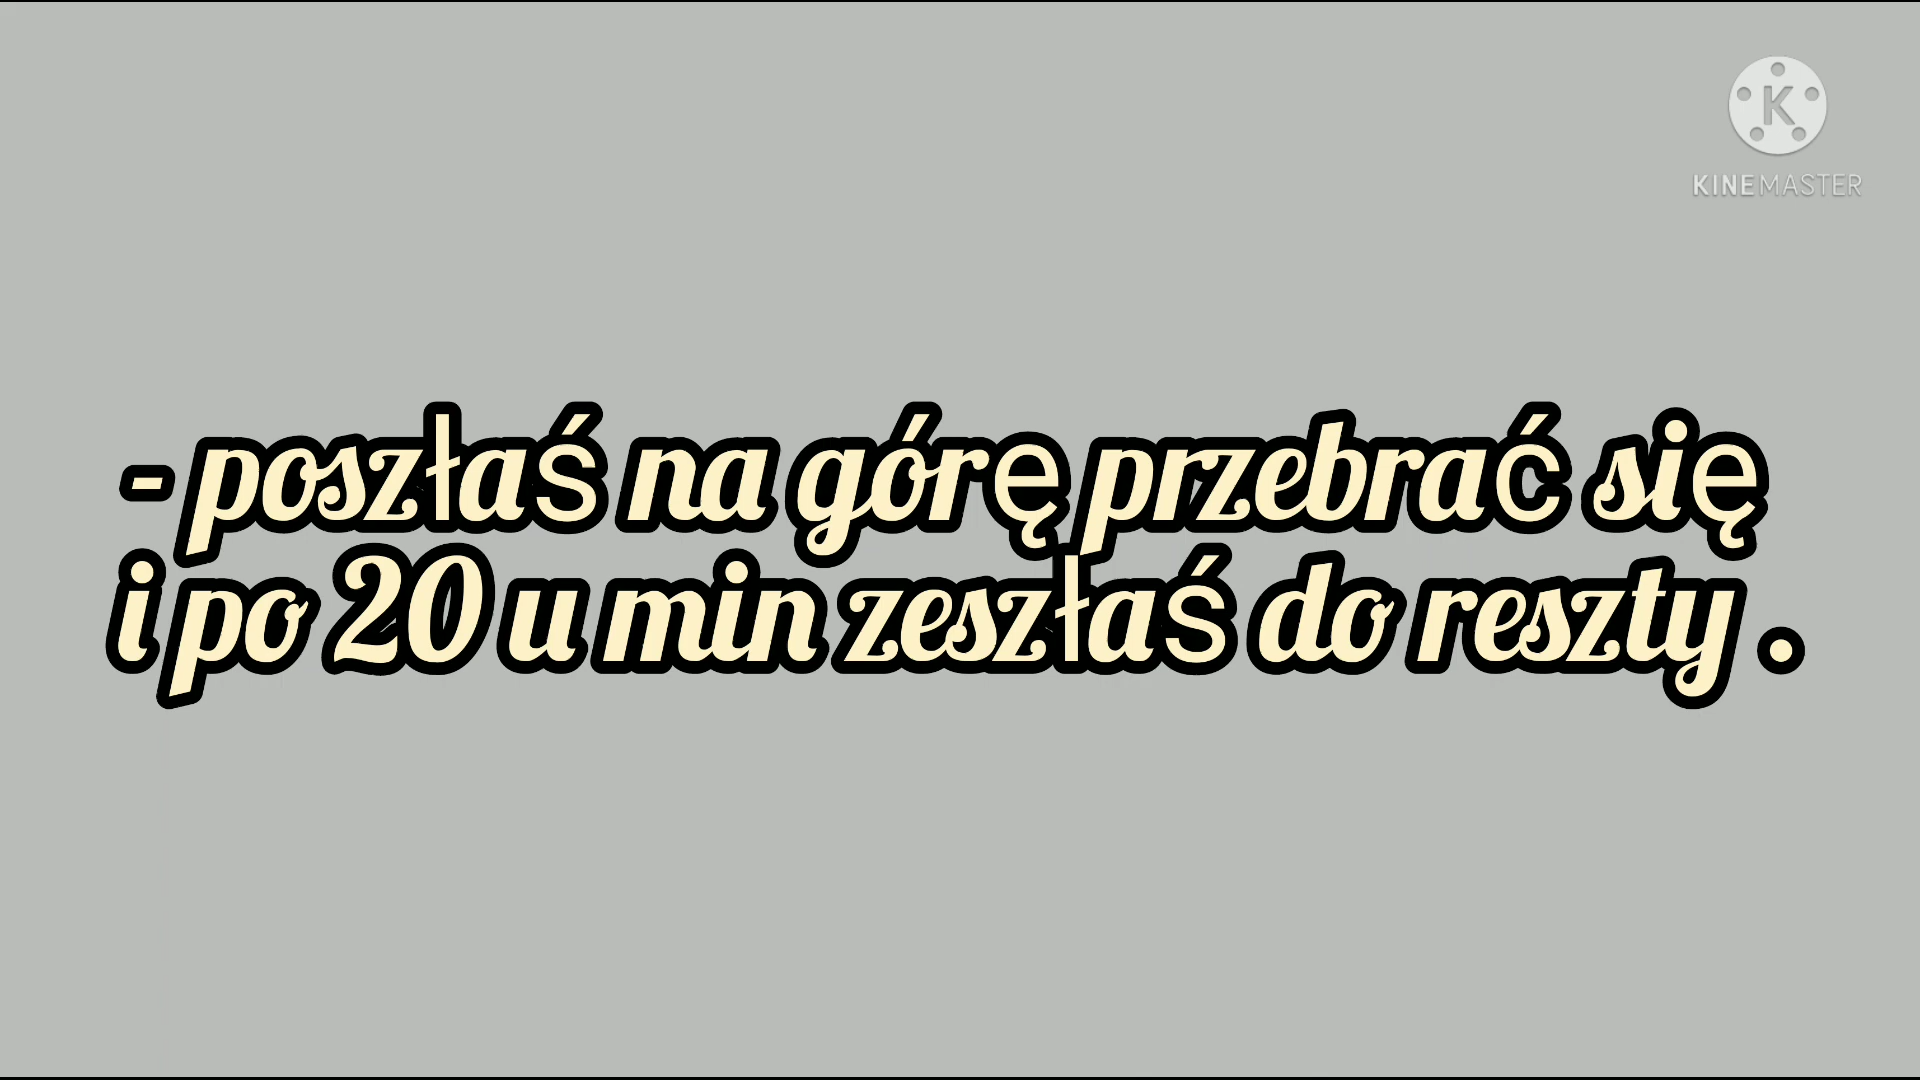 K
KINEMASTER
- poszłaś na górę przebrać się
i po 20 u min zeszłaś do reszty .